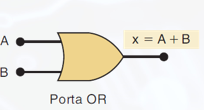 A
x = A + B
B
Porta OR